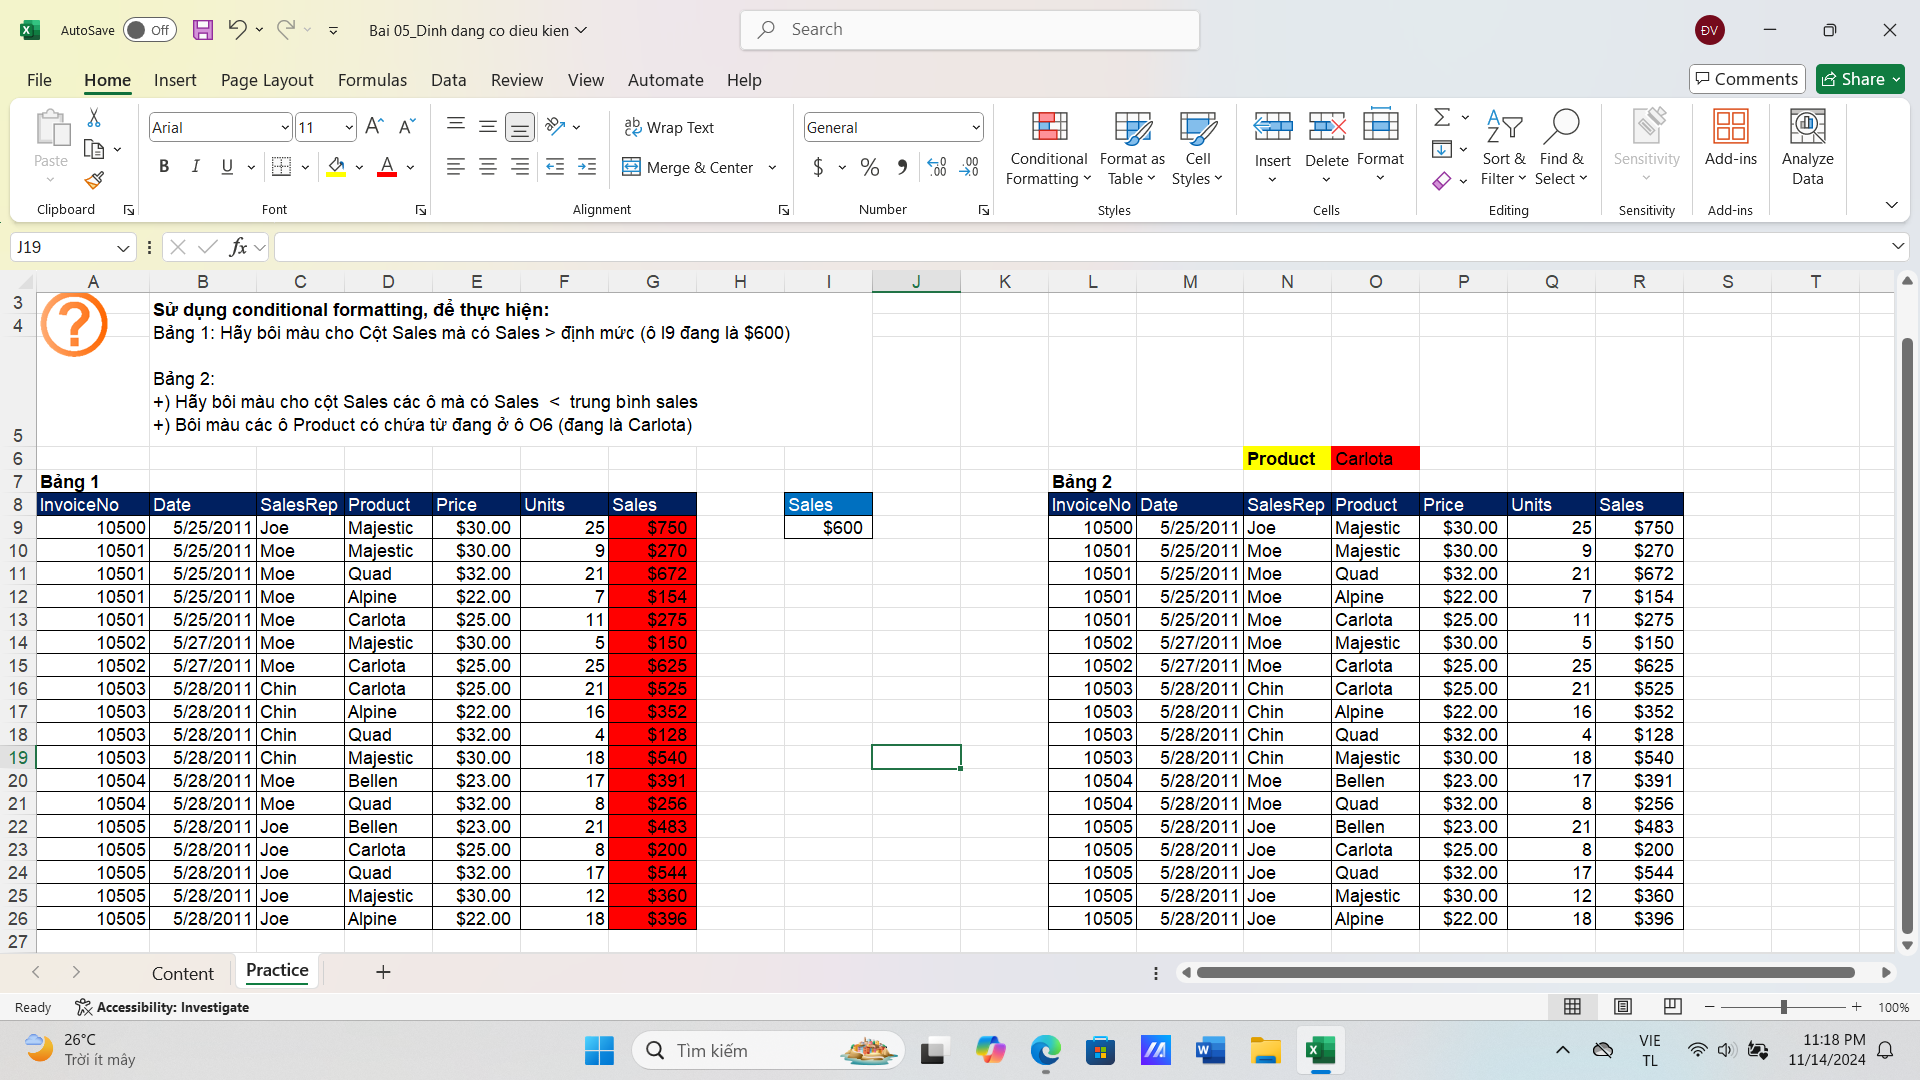 AutoSave Off Bai 05_Dinh dang co dieu kien Search ĐV
File Home Insert Page Layout Formulas Data Review View Automate Help Comments Share
Paste Arial 11 Wrap Text General Conditional Formatting Format as Table Cell Styles Insert Delete Format Sort & Filter Find & Select Sensitivity Add-ins Analyze Data
B I U Merge & Center $ %
Clipboard Font Alignment Number Styles Cells Editing Sensitivity Add-ins
J19 fx
A B C D E F G H I J K L M N O P Q R S T
3 Sử dụng conditional formatting, để thực hiện:
4 Bảng 1: Hãy bôi màu cho Cột Sales mà có Sales > định mức (ô I9 đang là $600)
Bảng 2:
+) Hãy bôi màu cho cột Sales các ô mà có Sales < trung bình sales
5 +) Bôi màu các ô Product có chứa từ đang ở ô O6 (đang là Carlota)
6 Product Carlota
7 Bảng 1 Bảng 2
8 InvoiceNo Date SalesRep Product Price Units Sales Sales InvoiceNo Date SalesRep Product Price Units Sales
9 10500 5/25/2011 Joe Majestic $30.00 25 $750 $600 10500 5/25/2011 Joe Majestic $30.00 25 $750
10 10501 5/25/2011 Moe Majestic $30.00 9 $270 10501 5/25/2011 Moe Majestic $30.00 9 $270
11 10501 5/25/2011 Moe Quad $32.00 21 $672 10501 5/25/2011 Moe Quad $32.00 21 $672
12 10501 5/25/2011 Moe Alpine $22.00 7 $154 10501 5/25/2011 Moe Alpine $22.00 7 $154
13 10501 5/25/2011 Moe Carlota $25.00 11 $275 10501 5/25/2011 Moe Carlota $25.00 11 $275
14 10502 5/27/2011 Moe Majestic $30.00 5 $150 10502 5/27/2011 Moe Majestic $30.00 5 $150
15 10502 5/27/2011 Moe Carlota $25.00 25 $625 10502 5/27/2011 Moe Carlota $25.00 25 $625
16 10503 5/28/2011 Chin Carlota $25.00 21 $525 10503 5/28/2011 Chin Carlota $25.00 21 $525
17 10503 5/28/2011 Chin Alpine $22.00 16 $352 10503 5/28/2011 Chin Alpine $22.00 16 $352
18 10503 5/28/2011 Chin Quad $32.00 4 $128 10503 5/28/2011 Chin Quad $32.00 4 $128
19 10503 5/28/2011 Chin Majestic $30.00 18 $540 10503 5/28/2011 Chin Majestic $30.00 18 $540
20 10504 5/28/2011 Moe Bellen $23.00 17 $391 10504 5/28/2011 Moe Bellen $23.00 17 $391
21 10504 5/28/2011 Moe Quad $32.00 8 $256 10504 5/28/2011 Moe Quad $32.00 8 $256
22 10505 5/28/2011 Joe Bellen $23.00 21 $483 10505 5/28/2011 Joe Bellen $23.00 21 $483
23 10505 5/28/2011 Joe Carlota $25.00 8 $200 10505 5/28/2011 Joe Carlota $25.00 8 $200
24 10505 5/28/2011 Joe Quad $32.00 17 $544 10505 5/28/2011 Joe Quad $32.00 17 $544
25 10505 5/28/2011 Joe Majestic $30.00 12 $360 10505 5/28/2011 Joe Majestic $30.00 12 $360
26 10505 5/28/2011 Joe Alpine $22.00 18 $396 10505 5/28/2011 Joe Alpine $22.00 18 $396
27
Content Practice
Ready Accessibility: Investigate 100%
26°C Tìm kiếm VIE 11:18 PM
Trời ít mây TL 11/14/2024